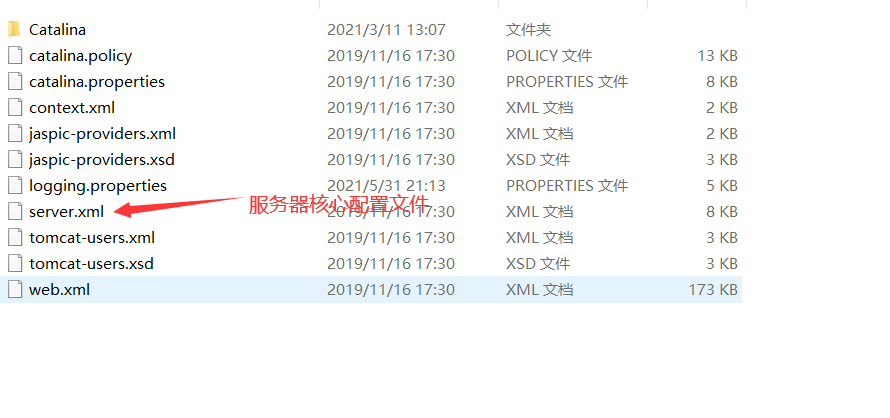 Catalina 2021/3/11 13:07 文件夹
catalina.policy 2019/11/16 17:30 POLICY 文件 13 KB
catalina.properties 2019/11/16 17:30 PROPERTIES 文件 8 KB
context.xml 2019/11/16 17:30 XML 文档 2 KB
jaspic-providers.xml 2019/11/16 17:30 XML 文档 2 KB
jaspic-providers.xsd 2019/11/16 17:30 XSD 文件 3 KB
logging.properties 2021/5/31 21:13 PROPERTIES 文件 5 KB
服务器核心配置文件
server.xml 2019/11/16 17:30 XML 文档 8 KB
tomcat-users.xml 2019/11/16 17:30 XML 文档 3 KB
tomcat-users.xsd 2019/11/16 17:30 XSD 文件 3 KB
web.xml 2019/11/16 17:30 XML 文档 173 KB